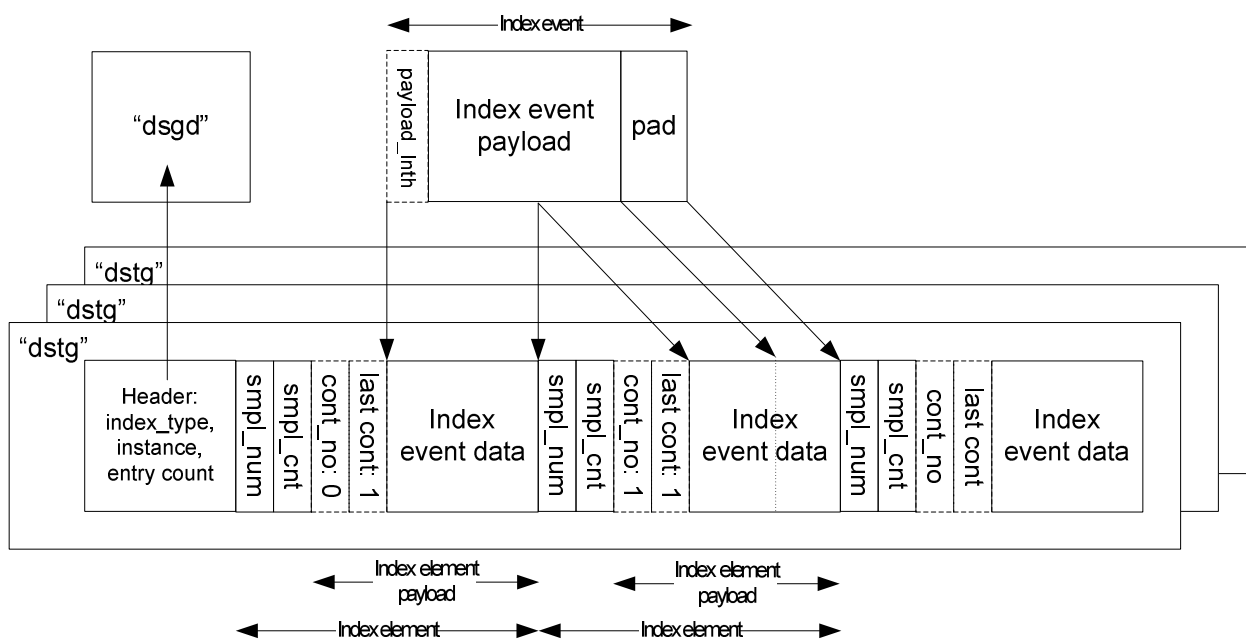 Index event
“dsgd”
payload_lnth
Index event
payload
pad
“dstg”
“dstg”
“dstg”
Header:
index_type,
instance,
entry count
smpl_num
smpl_cnt
cont_no: 0
last cont: 1
Index
event data
smpl_num
smpl_cnt
cont_no: 1
last cont: 1
Index
event data
smpl_num
smpl_cnt
cont_no
last cont
Index
event data
Index element
payload
Index element
payload
Index element
Index element